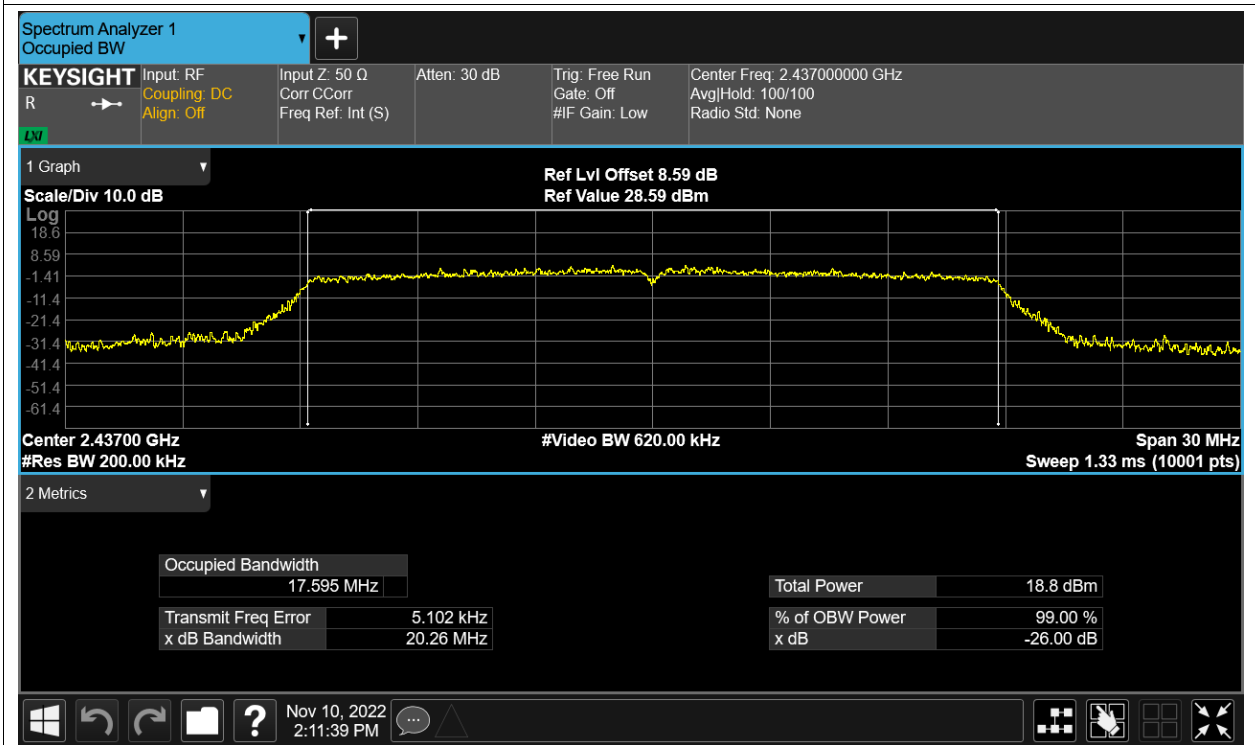 Spectrum Analyzer 1
Occupied BW
KEYSIGHT
R
LXI
Input: RF
Coupling: DC
Align: Off
Input Z: 50 Ω
Corr CCorr
Freq Ref: Int (S)
Atten: 30 dB
Trig: Free Run
Gate: Off
#IF Gain: Low
Center Freq: 2.437000000 GHz
Avg|Hold: 100/100
Radio Std: None
1 Graph
Scale/Div 10.0 dB
Ref Lvl Offset 8.59 dB
Ref Value 28.59 dBm
Log
18.6
8.59
-1.41
-11.4
-21.4
-31.4
-41.4
-51.4
-61.4
Center 2.43700 GHz
#Video BW 620.00 kHz
Span 30 MHz
#Res BW 200.00 kHz
Sweep 1.33 ms (10001 pts)
2 Metrics
Occupied Bandwidth
17.595 MHz
Transmit Freq Error 5.102 kHz
x dB Bandwidth 20.26 MHz
Total Power 18.8 dBm
% of OBW Power 99.00 %
x dB -26.00 dB
?
Nov 10, 2022
2:11:39 PM